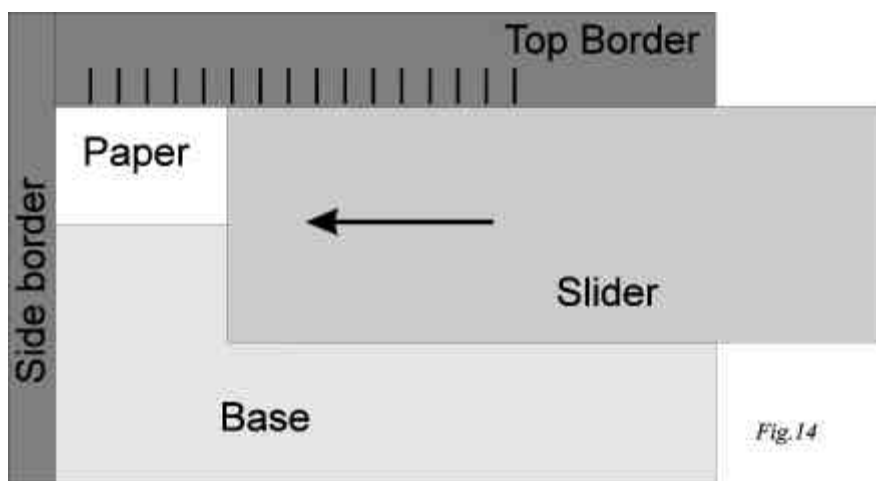 Top Border
Paper
Side border
Slider
Base
Fig.14